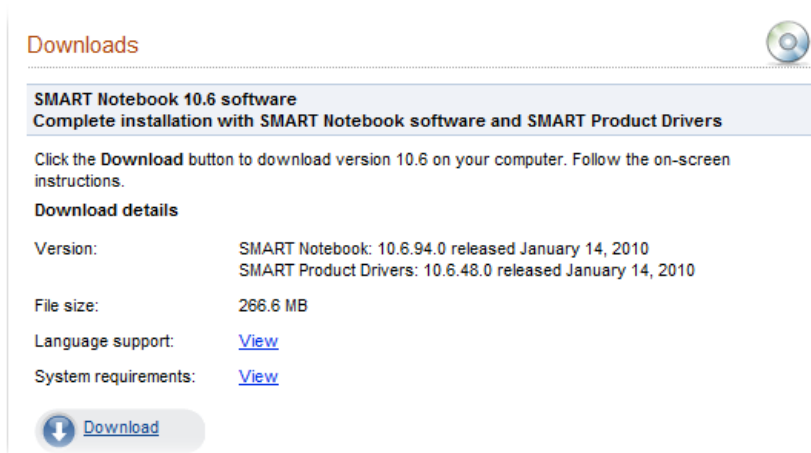 Downloads
SMART Notebook 10.6 software
Complete installation with SMART Notebook software and SMART Product Drivers
Click the Download button to download version 10.6 on your computer. Follow the on-screen
instructions.
Download details
Version: SMART Notebook: 10.6.94.0 released January 14, 2010
SMART Product Drivers: 10.6.48.0 released January 14, 2010
File size: 266.6 MB
Language support: View
System requirements: View
Download